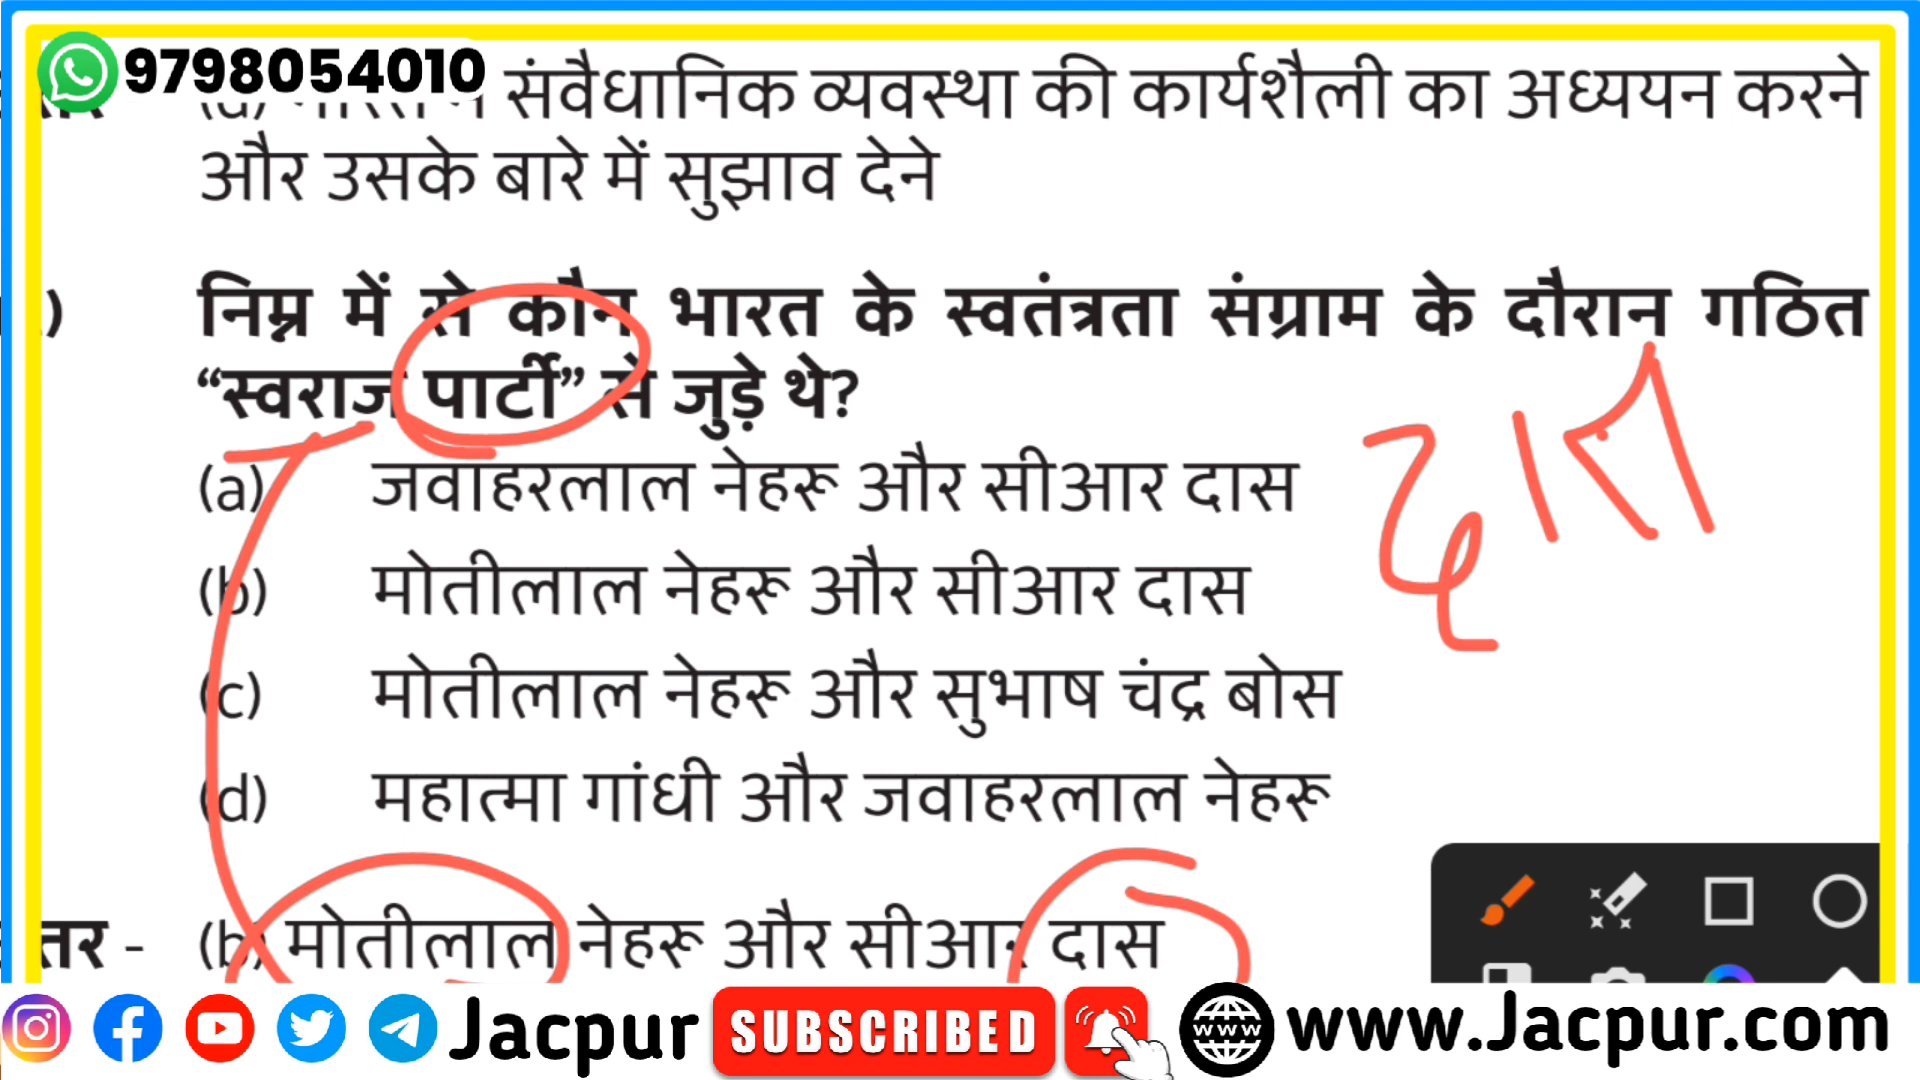 9798054010
संवैधानिक व्यवस्था की कार्यशैली का अध्ययन करने
और उसके बारे में सुझाव देने
) निम्न में से कौन भारत के स्वतंत्रता संग्राम के दौरान गठित
“स्वराज पार्टी” से जुड़े थे?
(a) जवाहरलाल नेहरू और सीआर दास
(b) मोतीलाल नेहरू और सीआर दास
(c) मोतीलाल नेहरू और सुभाष चंद्र बोस
(d) महात्मा गांधी और जवाहरलाल नेहरू
तर - (b) मोतीलाल नेहरू और सीआर दास
Jacpur SUBSCRIBED www www.Jacpur.com